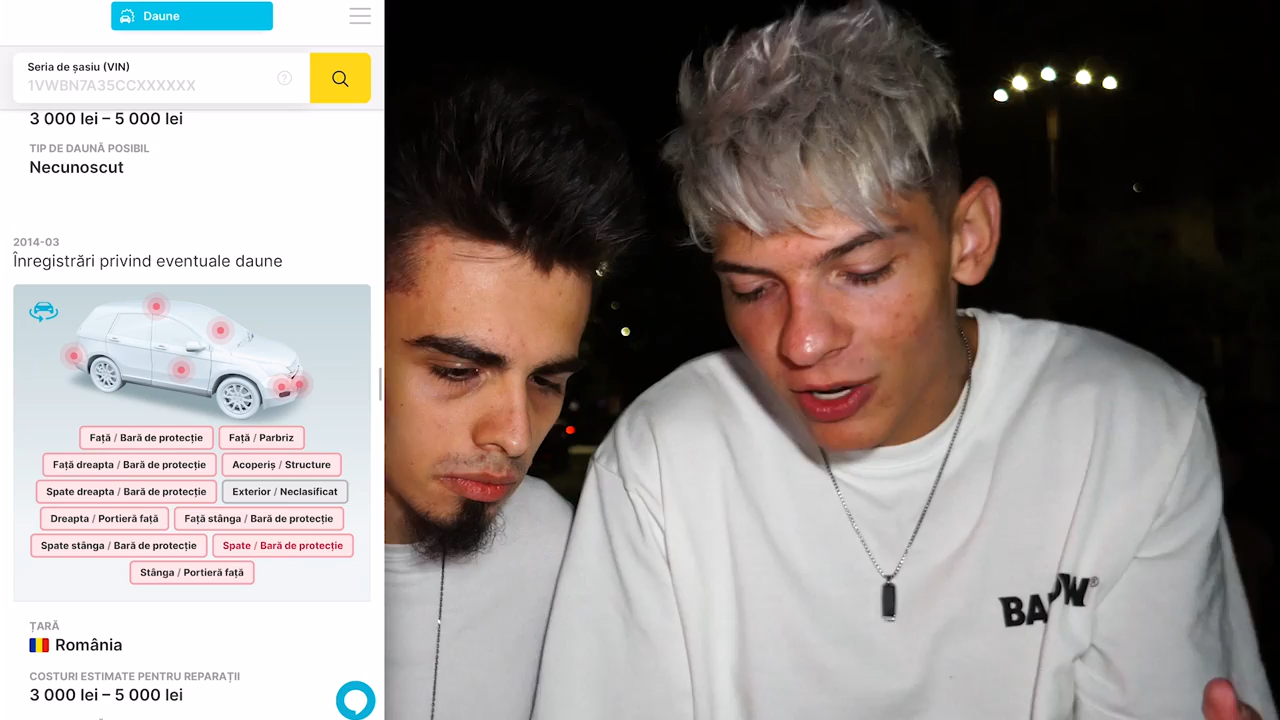 Daune
Seria de șasiu (VIN)
1VWBN7A35CCXXXXXX
3 000 lei – 5 000 lei
TIP DE DAUNĂ POSIBIL
Necunoscut
2014-03
Înregistrări privind eventuale daune
Față / Bară de protecție
Față / Parbriz
Față dreapta / Bară de protecție
Acoperiș / Structure
Spate dreapta / Bară de protecție
Exterior / Neclasificat
Dreapta / Portieră față
Față stânga / Bară de protecție
Spate stânga / Bară de protecție
Spate / Bară de protecție
Stânga / Portieră față
ȚARĂ
România
COSTURI ESTIMATE PENTRU REPARAȚII
3 000 lei – 5 000 lei